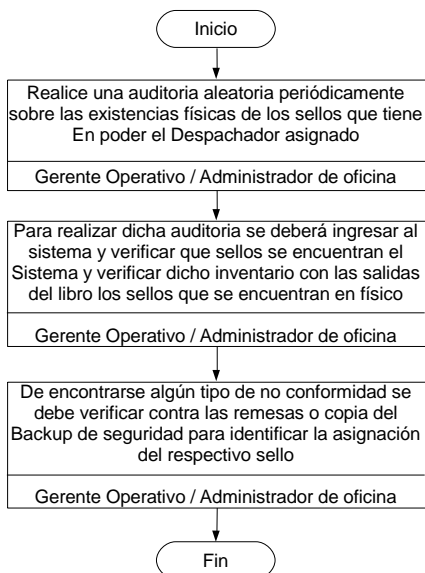 Inicio
Realice una auditoria aleatoria periódicamente
sobre las existencias físicas de los sellos que tiene
En poder el Despachador asignado
Gerente Operativo / Administrador de oficina
Para realizar dicha auditoria se deberá ingresar al
sistema y verificar que sellos se encuentran el
Sistema y verificar dicho inventario con las salidas
del libro los sellos que se encuentran en físico
Gerente Operativo / Administrador de oficina
De encontrarse algún tipo de no conformidad se
debe verificar contra las remesas o copia del
Backup de seguridad para identificar la asignación
del respectivo sello
Gerente Operativo / Administrador de oficina
Fin